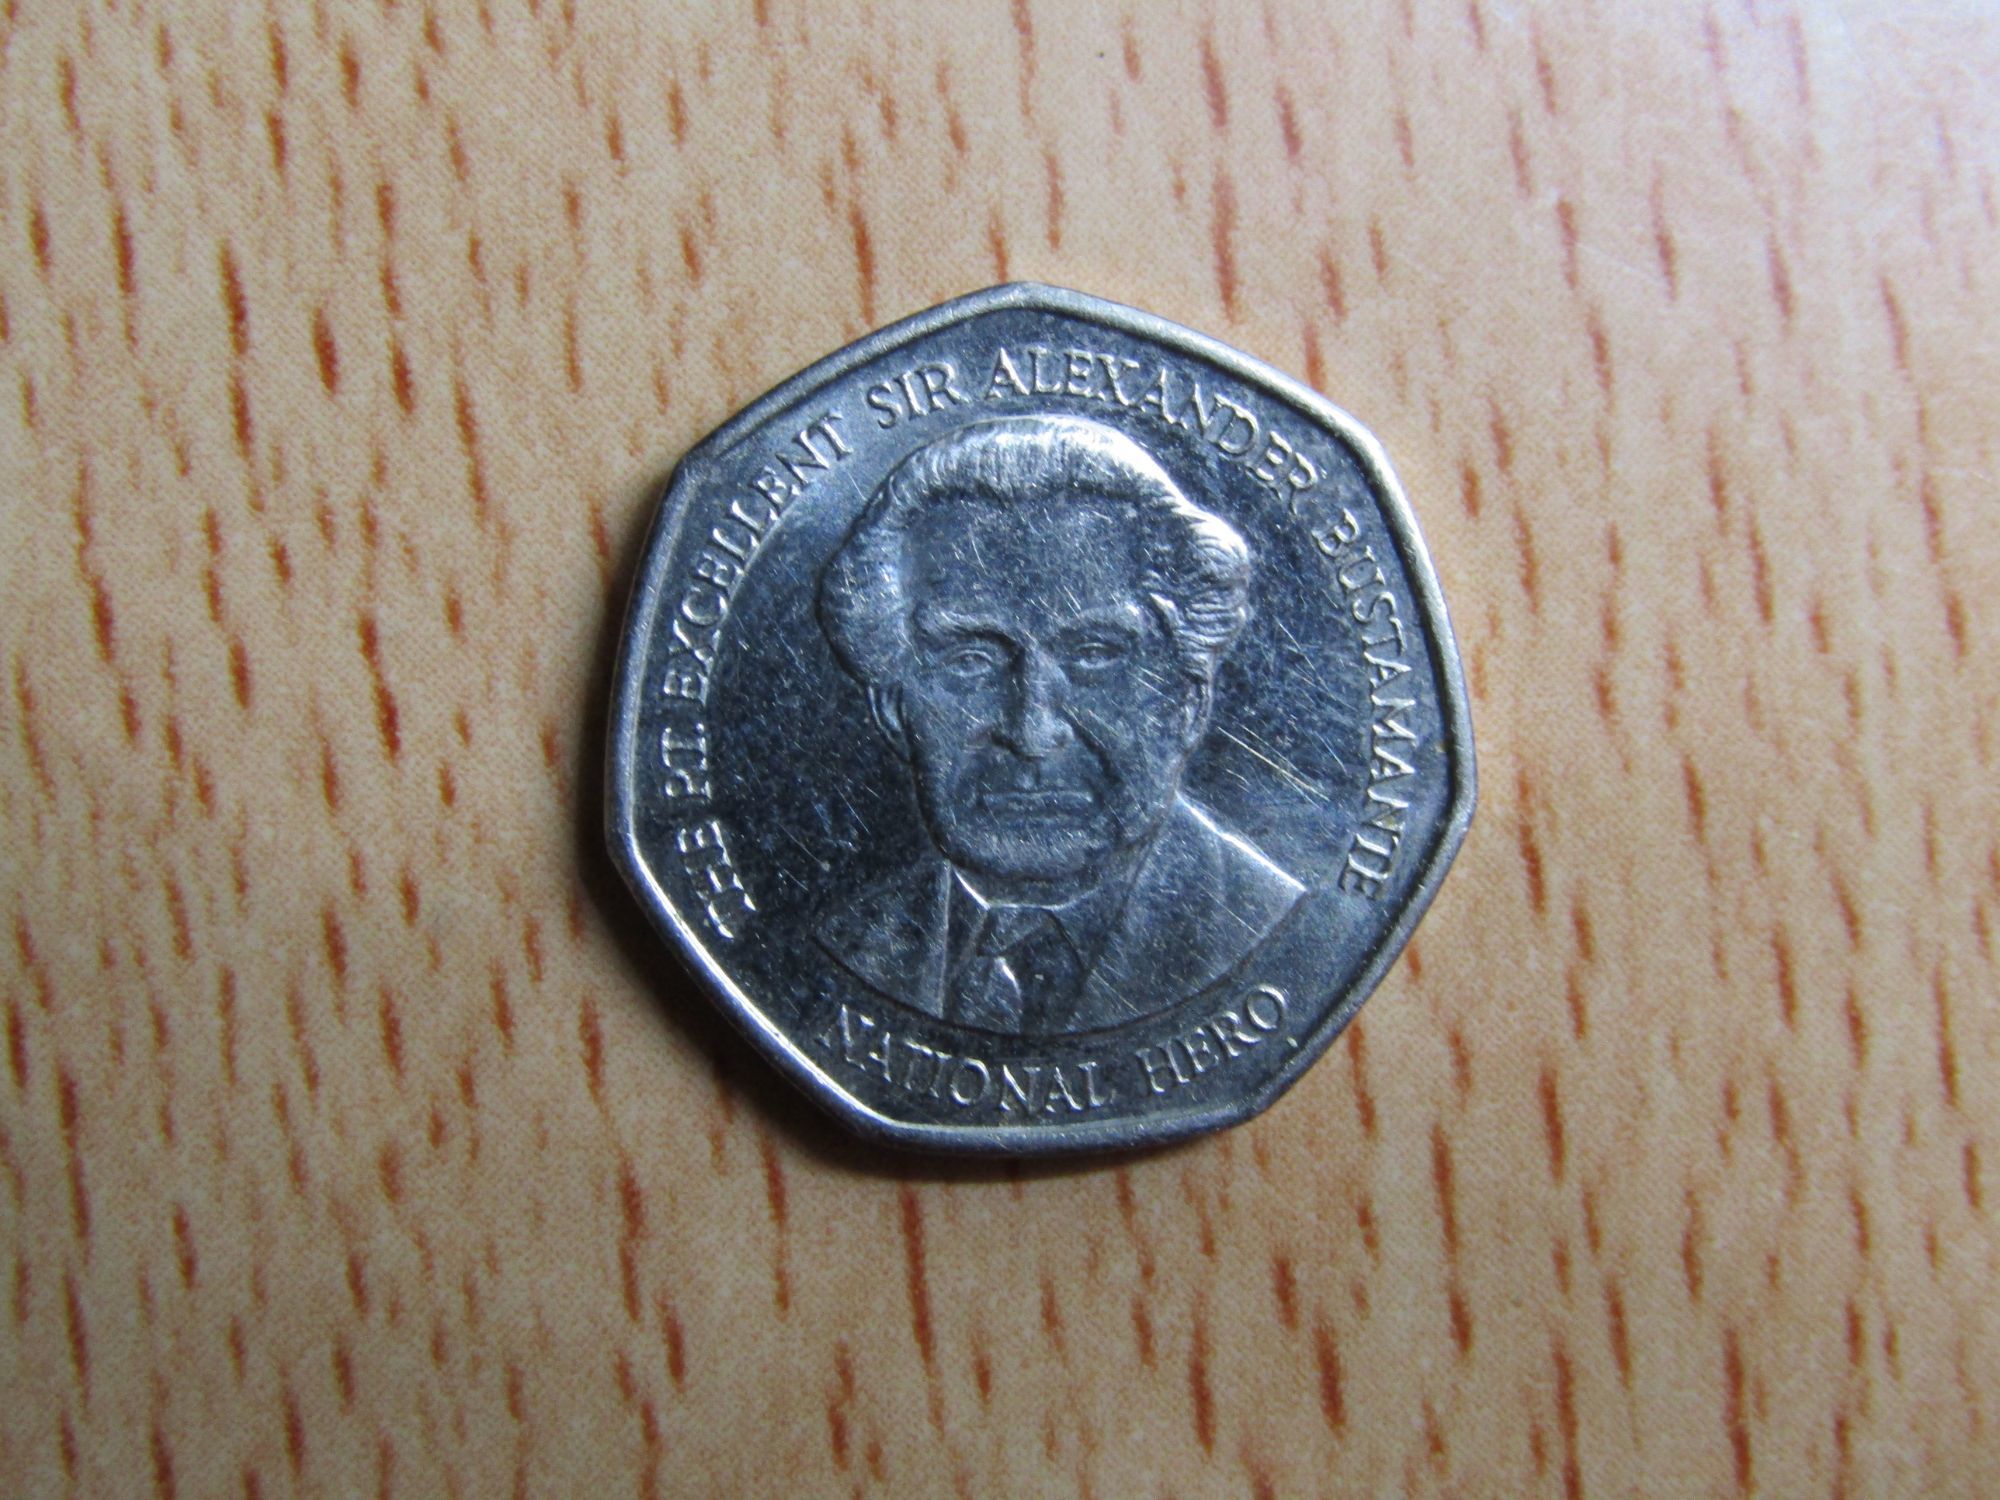 THE RT. EXCELLENT SIR ALEXANDER BUSTAMANTE
NATIONAL HERO